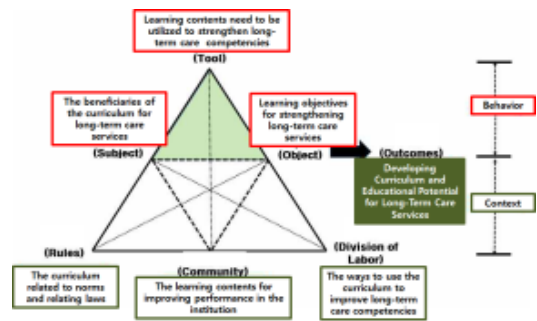 Learning contents need to be
utilized to strengthen long-
term care competencies
(Tool)
The beneficiaries of
the curriculum for
long-term care
services
Learning objectives
for strengthening
long-term care
services
Behavior
(Subject)
(Object)
(Outcomes)
Developing
Curriculum and
Educational Potential
for Long-Term Care
Services
Context
(Rules)
(Community)
(Division of
Labor)
The curriculum
related to norms
and relating laws
The learning contents for
improving performance in the
institution
The ways to use the
curriculum to
improve long-term
care competencies